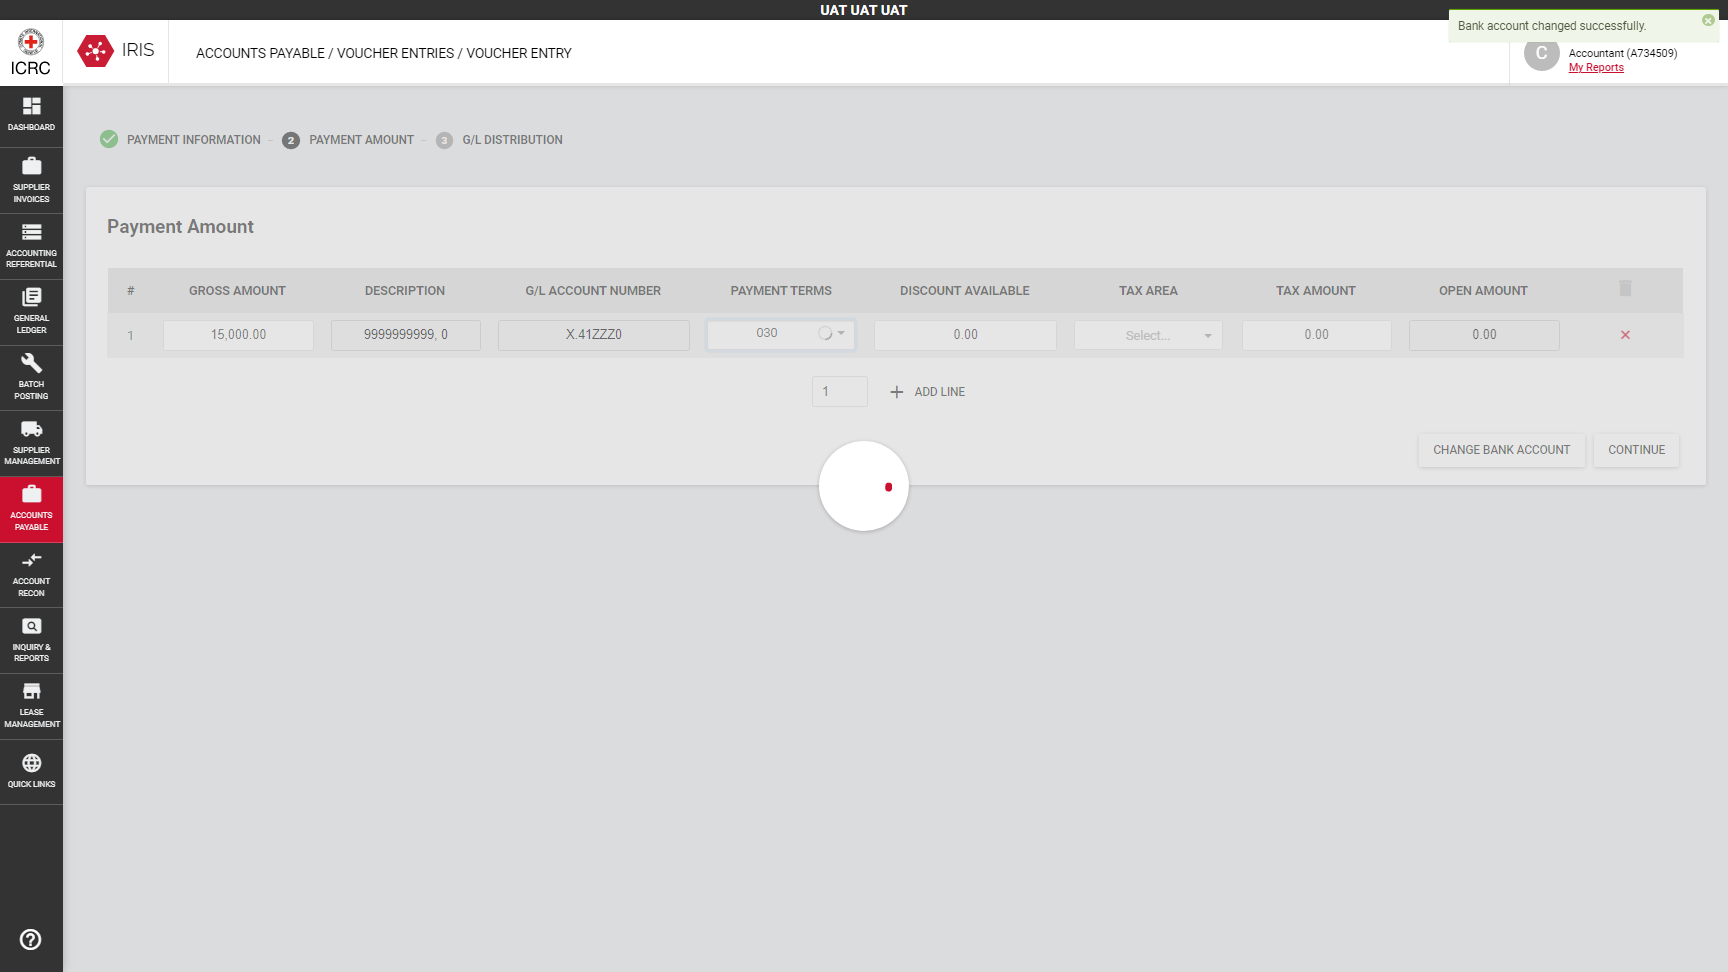 UAT UAT UAT
Bank account changed successfully.
ICRC
IRIS
ACCOUNTS PAYABLE / VOUCHER ENTRIES / VOUCHER ENTRY
C
Accountant (A734509)
My Reports
DASHBOARD
SUPPLIER
INVOICES
ACCOUNTING
REFERENTIAL
GENERAL
LEDGER
BATCH
POSTING
SUPPLIER
MANAGEMENT
ACCOUNTS
PAYABLE
ACCOUNT
RECON
INQUIRY &
REPORTS
LEASE
MANAGEMENT
QUICK LINKS
PAYMENT INFORMATION - 2 PAYMENT AMOUNT - 3 G/L DISTRIBUTION
Payment Amount
# GROSS AMOUNT DESCRIPTION G/L ACCOUNT NUMBER PAYMENT TERMS DISCOUNT AVAILABLE TAX AREA TAX AMOUNT OPEN AMOUNT
1 15,000.00 9999999999, 0 X.41ZZZ0 030 0.00 Select... 0.00 0.00
1 ADD LINE
CHANGE BANK ACCOUNT CONTINUE